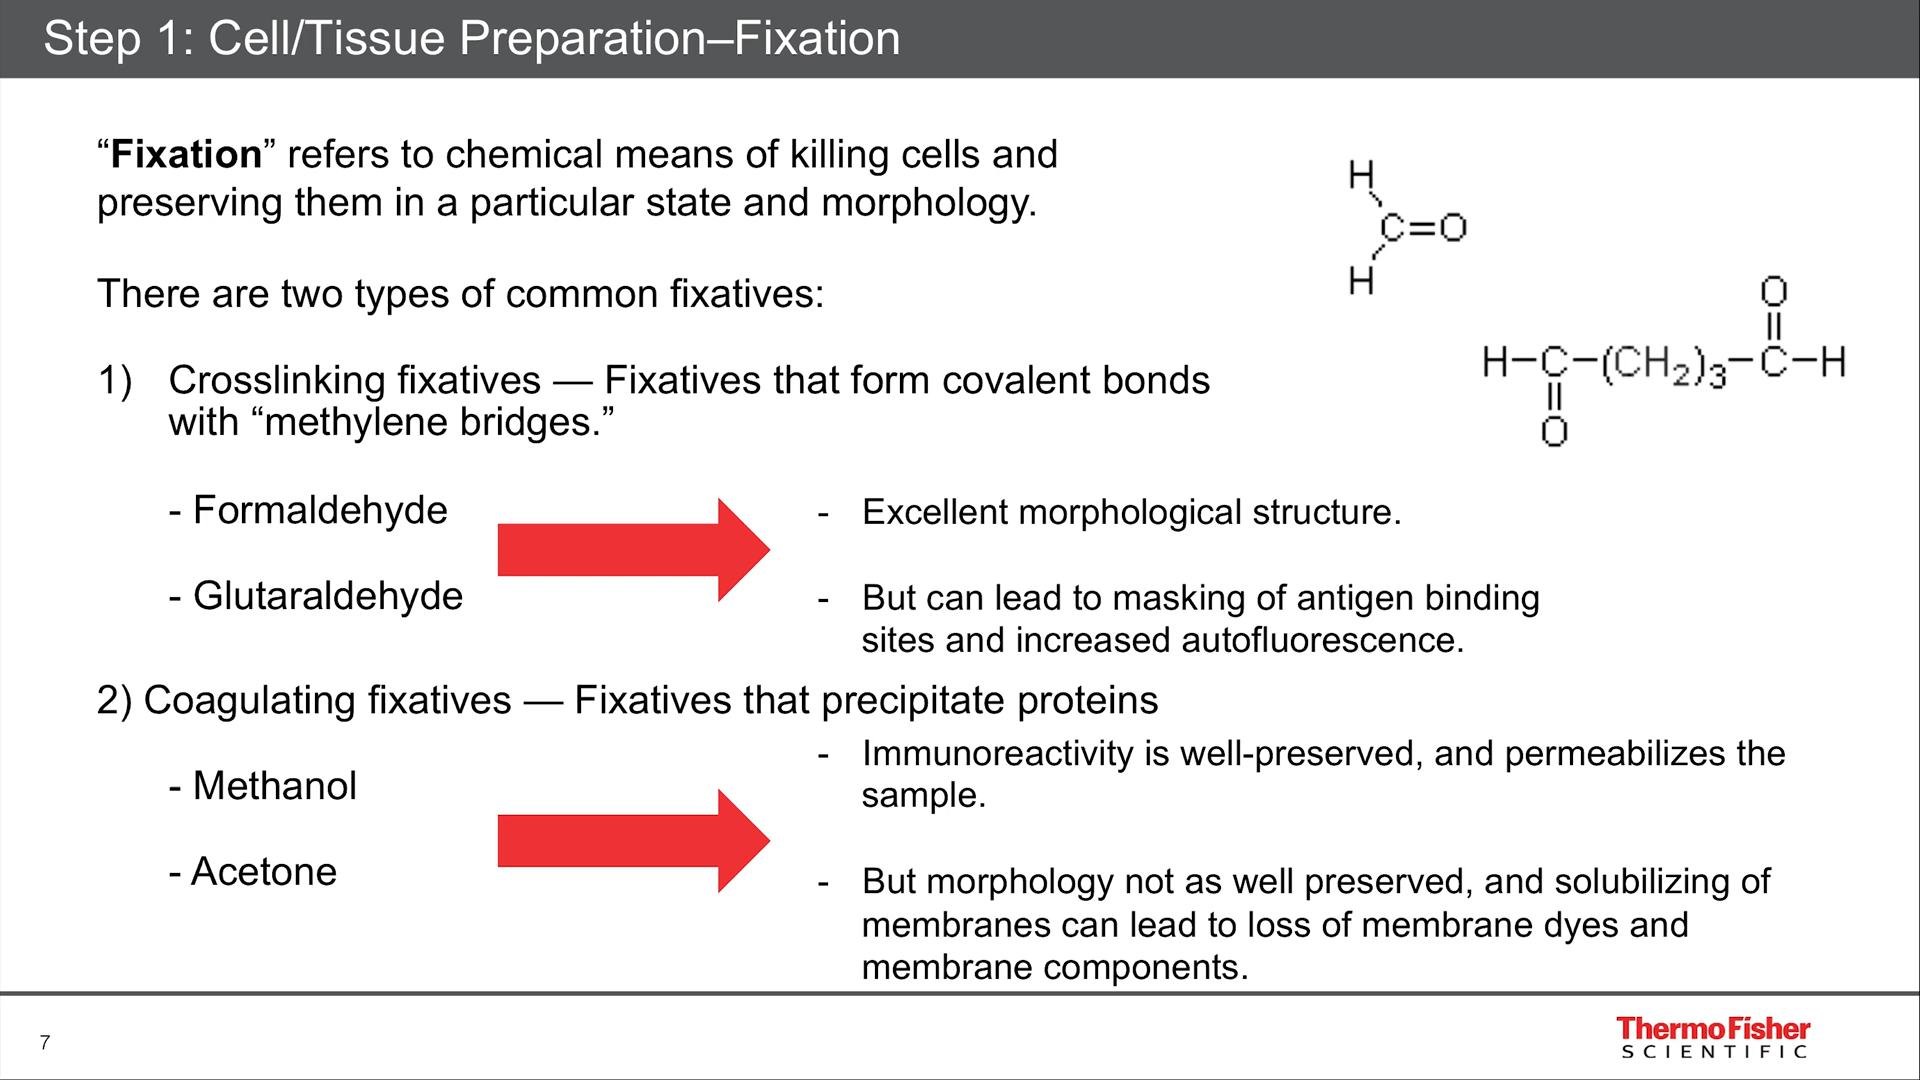 Step 1: Cell/Tissue Preparation–Fixation
“Fixation” refers to chemical means of killing cells and
preserving them in a particular state and morphology.
There are two types of common fixatives:
1) Crosslinking fixatives — Fixatives that form covalent bonds
with “methylene bridges.”
- Formaldehyde
- Glutaraldehyde
- Excellent morphological structure.
- But can lead to masking of antigen binding
sites and increased autofluorescence.
2) Coagulating fixatives — Fixatives that precipitate proteins
- Methanol
- Acetone
- Immunoreactivity is well-preserved, and permeabilizes the
sample.
- But morphology not as well preserved, and solubilizing of
membranes can lead to loss of membrane dyes and
membrane components.
H
C=O
H
O
H–C–(CH₂)₃–C–H
O
7
ThermoFisher
SCIENTIFIC